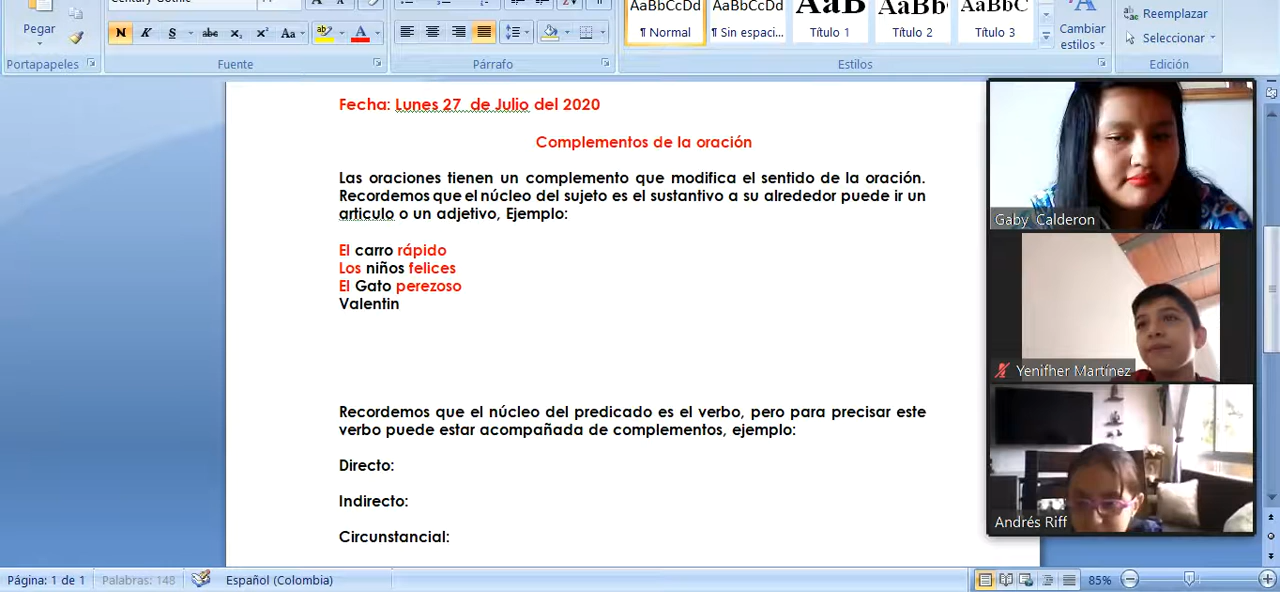 Pegar
Portapapeles
N K S abc x₂ x² Aa ab A
Fuente
Párrafo
AaBbCcDd AaBbCcDd AaB AaBb AaBbC
¶ Normal ¶ Sin espaci... Título 1 Título 2 Título 3
Estilos
Cambiar
estilos
Reemplazar
Seleccionar
Edición
Fecha: Lunes 27 de Julio del 2020
Complementos de la oración
Las oraciones tienen un complemento que modifica el sentido de la oración.
Recordemos que el núcleo del sujeto es el sustantivo a su alrededor puede ir un
articulo o un adjetivo, Ejemplo:
El carro rápido
Los niños felices
El Gato perezoso
Valentin
Recordemos que el núcleo del predicado es el verbo, pero para precisar este
verbo puede estar acompañada de complementos, ejemplo:
Directo:
Indirecto:
Circunstancial:
Gaby Calderon
Yenifher Martínez
Andrés Riff
Página: 1 de 1 Palabras: 148 Español (Colombia) 85%